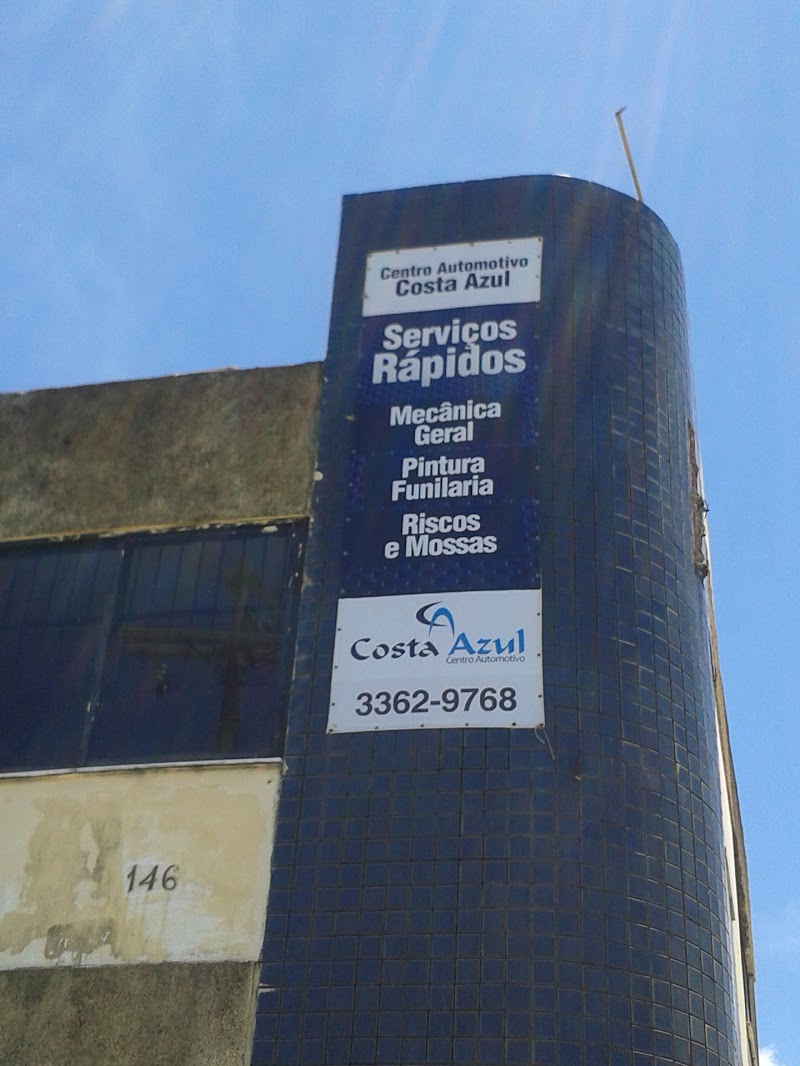 Centro Automotivo
Costa Azul
Serviços
Rápidos
Mecânica
Geral
Pintura
Funilaria
Riscos
e Mossas
Costa Azul
Centro Automotivo
3362-9768
146